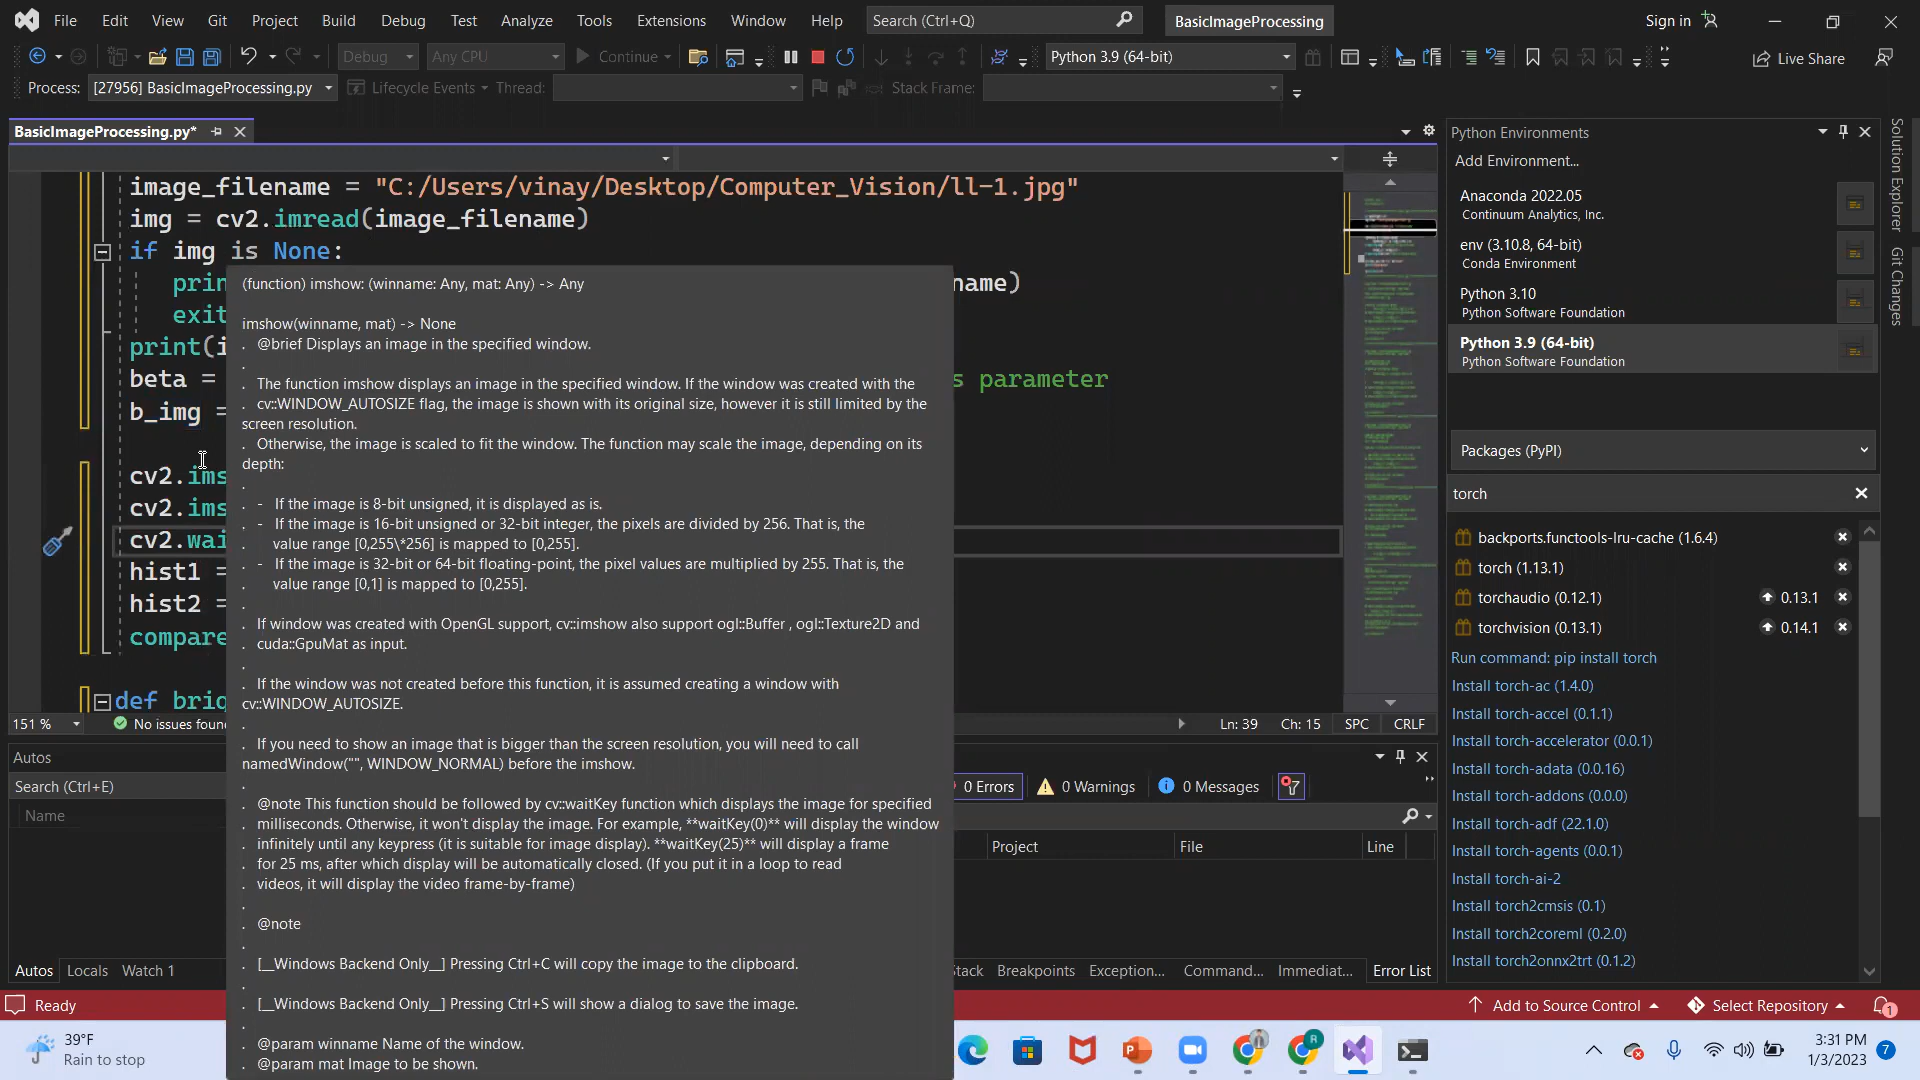 File Edit View Git Project Build Debug Test Analyze Tools Extensions Window Help Search (Ctrl+Q) BasicImageProcessing Sign in
Debug Any CPU Continue Python 3.9 (64-bit) Live Share
Process: [27956] BasicImageProcessing.py Lifecycle Events Thread: Stack Frame:
BasicImageProcessing.py*
image_filename = "C:/Users/vinay/Desktop/Computer_Vision/ll-1.jpg"
img = cv2.imread(image_filename)
if img is None:
prin
name)
exit
print(i
beta =
s parameter
b_img =
cv2.ims
cv2.ims
cv2.wai
hist1 =
hist2 =
compare
def brig
(function) imshow: (winname: Any, mat: Any) -> Any
imshow(winname, mat) -> None
. @brief Displays an image in the specified window.
.
. The function imshow displays an image in the specified window. If the window was created with the
. cv::WINDOW_AUTOSIZE flag, the image is shown with its original size, however it is still limited by the
screen resolution.
. Otherwise, the image is scaled to fit the window. The function may scale the image, depending on its
depth:
.
. - If the image is 8-bit unsigned, it is displayed as is.
. - If the image is 16-bit unsigned or 32-bit integer, the pixels are divided by 256. That is, the
. value range [0,255\*256] is mapped to [0,255].
. - If the image is 32-bit or 64-bit floating-point, the pixel values are multiplied by 255. That is, the
. value range [0,1] is mapped to [0,255].
.
. If window was created with OpenGL support, cv::imshow also support ogl::Buffer , ogl::Texture2D and
. cuda::GpuMat as input.
.
. If the window was not created before this function, it is assumed creating a window with
cv::WINDOW_AUTOSIZE.
.
. If you need to show an image that is bigger than the screen resolution, you will need to call
namedWindow("", WINDOW_NORMAL) before the imshow.
.
. @note This function should be followed by cv::waitKey function which displays the image for specified
. milliseconds. Otherwise, it won't display the image. For example, **waitKey(0)** will display the window
. infinitely until any keypress (it is suitable for image display). **waitKey(25)** will display a frame
. for 25 ms, after which display will be automatically closed. (If you put it in a loop to read
. videos, it will display the video frame-by-frame)
.
. @note
.
. [__Windows Backend Only__] Pressing Ctrl+C will copy the image to the clipboard.
.
. [__Windows Backend Only__] Pressing Ctrl+S will show a dialog to save the image.
.
. @param winname Name of the window.
. @param mat Image to be shown.
151 % No issues foun
Ln: 39 Ch: 15 SPC CRLF
Autos
Search (Ctrl+E)
Name
0 Errors 0 Warnings 0 Messages
Project File Line
Autos Locals Watch 1
Stack Breakpoints Exception... Command... Immediat... Error List
Python Environments
Add Environment...
Anaconda 2022.05
Continuum Analytics, Inc.
env (3.10.8, 64-bit)
Conda Environment
Python 3.10
Python Software Foundation
Python 3.9 (64-bit)
Python Software Foundation
Packages (PyPI)
torch
backports.functools-lru-cache (1.6.4)
torch (1.13.1)
torchaudio (0.12.1) 0.13.1
torchvision (0.13.1) 0.14.1
Run command: pip install torch
Install torch-ac (1.4.0)
Install torch-accel (0.1.1)
Install torch-accelerator (0.0.1)
Install torch-adata (0.0.16)
Install torch-addons (0.0.0)
Install torch-adf (22.1.0)
Install torch-agents (0.0.1)
Install torch-ai-2
Install torch2cmsis (0.1)
Install torch2coreml (0.2.0)
Install torch2onnx2trt (0.1.2)
Solution Explorer
Git Changes
Ready Add to Source Control Select Repository 1
39°F
Rain to stop
R
3:31 PM
1/3/2023
7